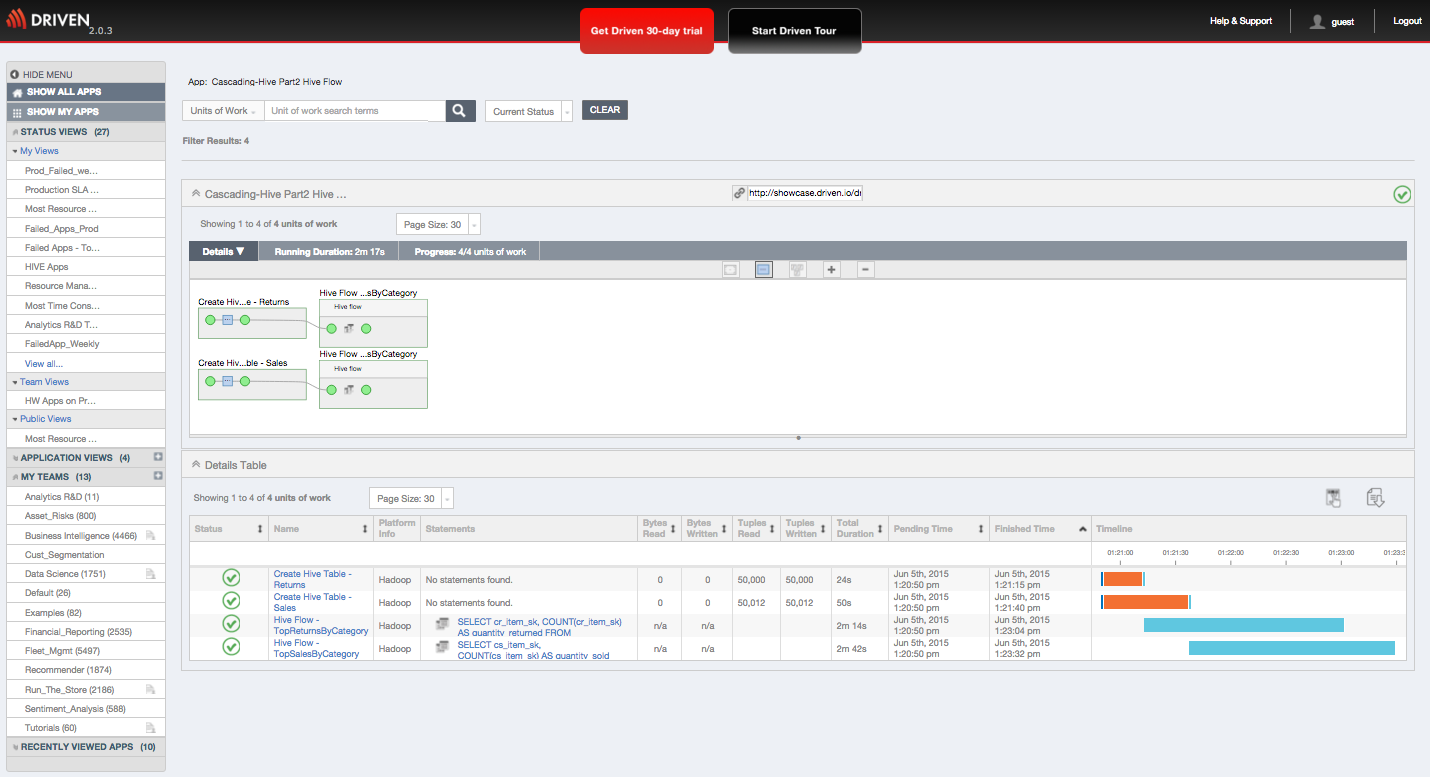 DRIVEN 2.0.3
Get Driven 30-day trial
Start Driven Tour
Help & Support
guest
Logout
HIDE MENU
SHOW ALL APPS
SHOW MY APPS
STATUS VIEWS (27)
My Views
Prod_Failed_we...
Production SLA ...
Most Resource ...
Failed_Apps_Prod
Failed Apps - To...
HIVE Apps
Resource Mana...
Most Time Cons...
Analytics R&D T...
FailedApp_Weekly
View all...
Team Views
HW Apps on Pr...
Public Views
Most Resource ...
APPLICATION VIEWS (4)
MY TEAMS (13)
Analytics R&D (11)
Asset_Risks (800)
Business Intelligence (4466)
Cust_Segmentation
Data Science (1751)
Default (26)
Examples (82)
Financial_Reporting (2535)
Fleet_Mgmt (5497)
Recommender (1874)
Run_The_Store (2186)
Sentiment_Analysis (588)
Tutorials (60)
RECENTLY VIEWED APPS (10)
App: Cascading-Hive Part2 Hive Flow
Units of Work
Unit of work search terms
Current Status
CLEAR
Filter Results: 4
Cascading-Hive Part2 Hive ...
http://showcase.driven.io/di
Showing 1 to 4 of 4 units of work
Page Size: 30
Details ▼
Running Duration: 2m 17s
Progress: 4/4 units of work
Create Hiv...e - Returns
Hive Flow ...sByCategory
Hive flow
Create Hiv...ble - Sales
Hive Flow ...sByCategory
Hive flow
Details Table
Showing 1 to 4 of 4 units of work
Page Size: 30
Status
Name
Platform
Info
Statements
Bytes
Read
Bytes
Written
Tuples
Read
Tuples
Written
Total
Duration
Pending Time
Finished Time
Timeline
01:21:00 01:21:30 01:22:00 01:22:30 01:23:00 01:23:3
Create Hive Table -
Returns
Hadoop
No statements found.
0
0
50,000
50,000
24s
Jun 5th, 2015
1:20:50 pm
Jun 5th, 2015
1:21:15 pm
Create Hive Table -
Sales
Hadoop
No statements found.
0
0
50,012
50,012
50s
Jun 5th, 2015
1:20:50 pm
Jun 5th, 2015
1:21:40 pm
Hive Flow -
TopReturnsByCategory
Hadoop
SELECT cr_item_sk, COUNT(cr_item_sk)
AS quantity_returned FROM
n/a
n/a
2m 14s
Jun 5th, 2015
1:20:50 pm
Jun 5th, 2015
1:23:04 pm
Hive Flow -
TopSalesByCategory
Hadoop
SELECT cs_item_sk,
COUNT(cs_item_sk) AS quantity_sold
n/a
n/a
2m 42s
Jun 5th, 2015
1:20:50 pm
Jun 5th, 2015
1:23:32 pm